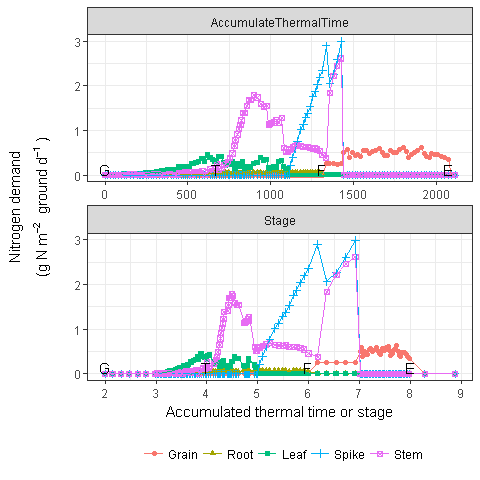 AccumulateThermalTime
3
2
1
0
G T F E
0 500 1000 1500 2000
Stage
3
2
1
0
G T F E
2 3 4 5 6 7 8 9
Nitrogen demand
(g N m⁻² ground d⁻¹)
Accumulated thermal time or stage
Grain Root Leaf Spike Stem